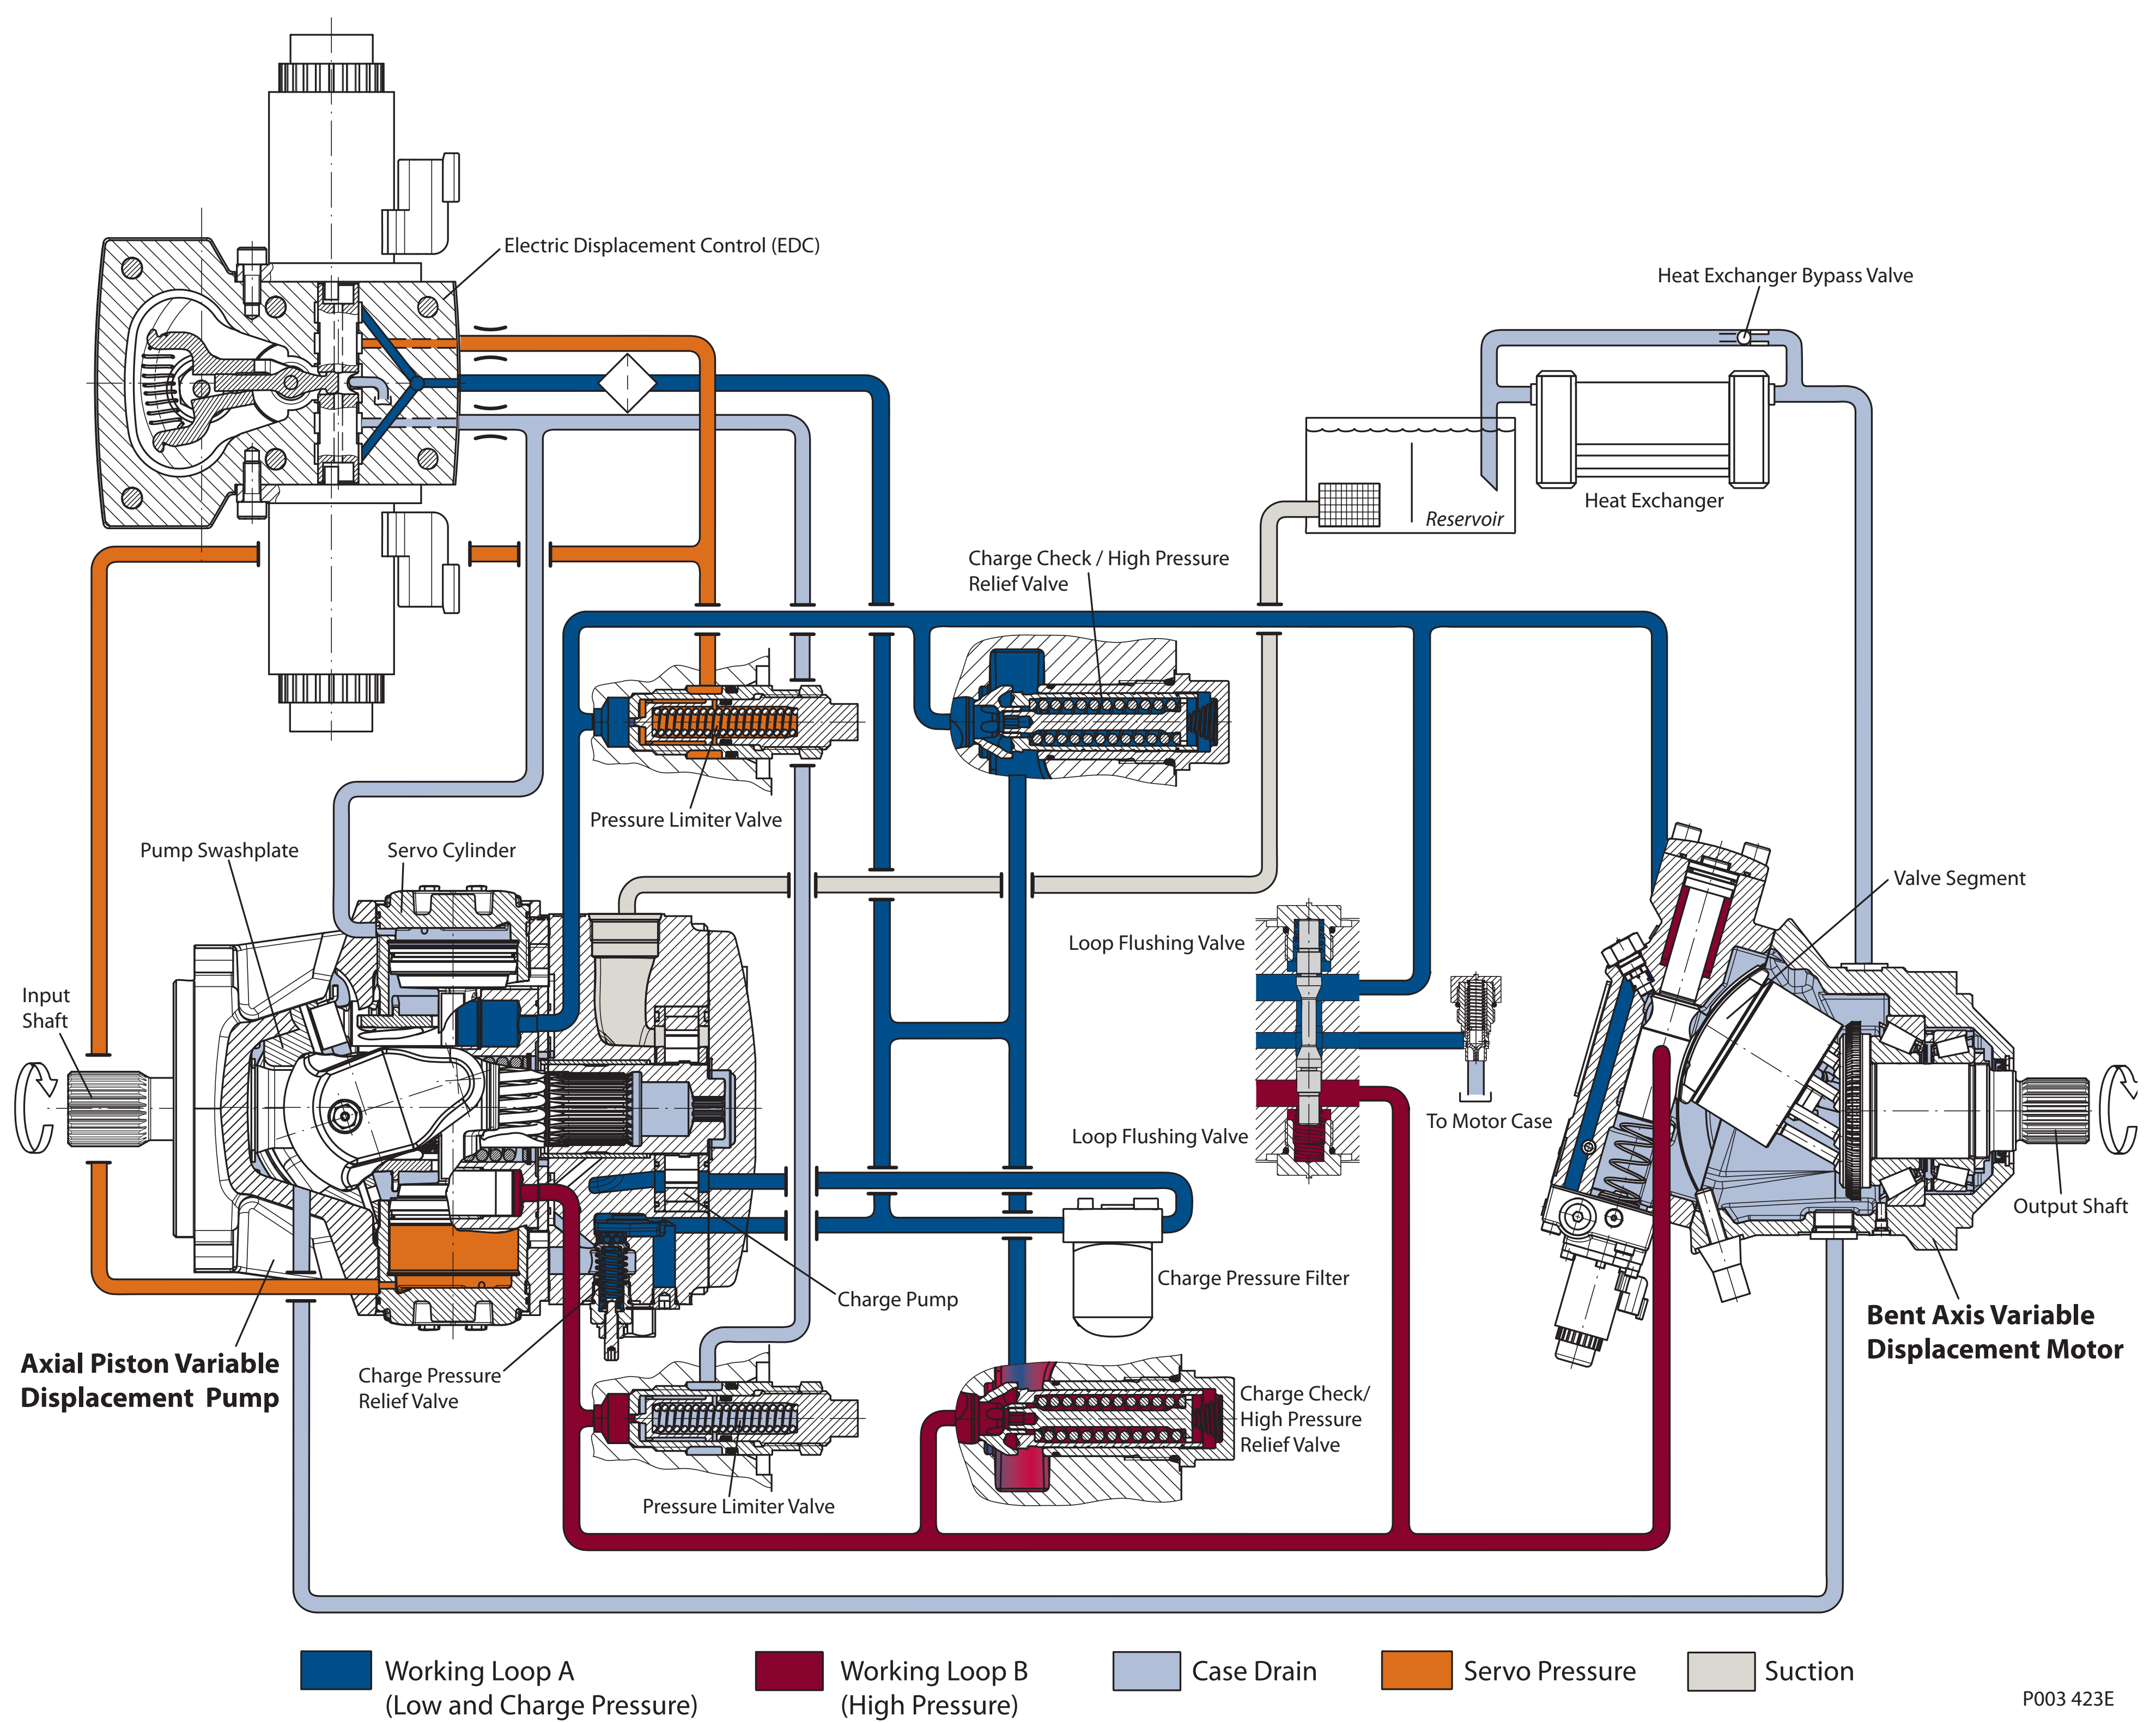 Electric Displacement Control (EDC)
Heat Exchanger Bypass Valve
Heat Exchanger
Reservoir
Charge Check / High Pressure
Relief Valve
Pressure Limiter Valve
Pump Swashplate
Servo Cylinder
Valve Segment
Loop Flushing Valve
Input
Shaft
To Motor Case
Loop Flushing Valve
Output Shaft
Charge Pressure Filter
Charge Pump
Bent Axis Variable
Displacement Motor
Axial Piston Variable
Displacement Pump
Charge Pressure
Relief Valve
Charge Check/
High Pressure
Relief Valve
Pressure Limiter Valve
Working Loop A
(Low and Charge Pressure)
Working Loop B
(High Pressure)
Case Drain
Servo Pressure
Suction
P003 423E